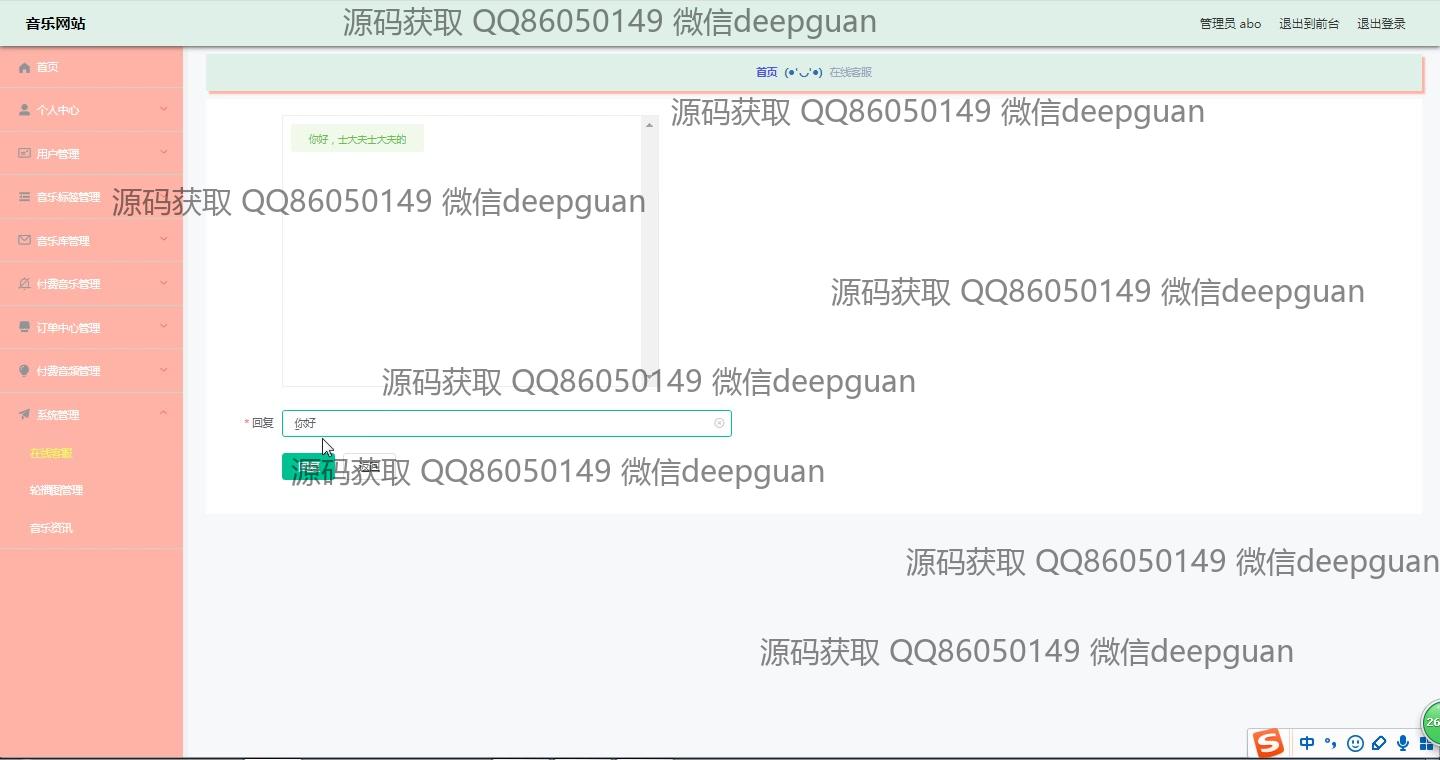 音乐网站
源码获取 QQ86050149 微信deepguan
管理员 abo
退出到前台
退出登录
首页
首页 (●'◡'●) 在线客服
个人中心
源码获取 QQ86050149 微信deepguan
你好，士大夫士大夫的
用户管理
音乐标签管理
源码获取 QQ86050149 微信deepguan
音乐库管理
付费音乐管理
源码获取 QQ86050149 微信deepguan
订单中心管理
付费音频管理
源码获取 QQ86050149 微信deepguan
系统管理
* 回复 你好
在线客服
返回
源码获取 QQ86050149 微信deepguan
轮播图管理
音乐资讯
源码获取 QQ86050149 微信deepguan
源码获取 QQ86050149 微信deepguan
26
中